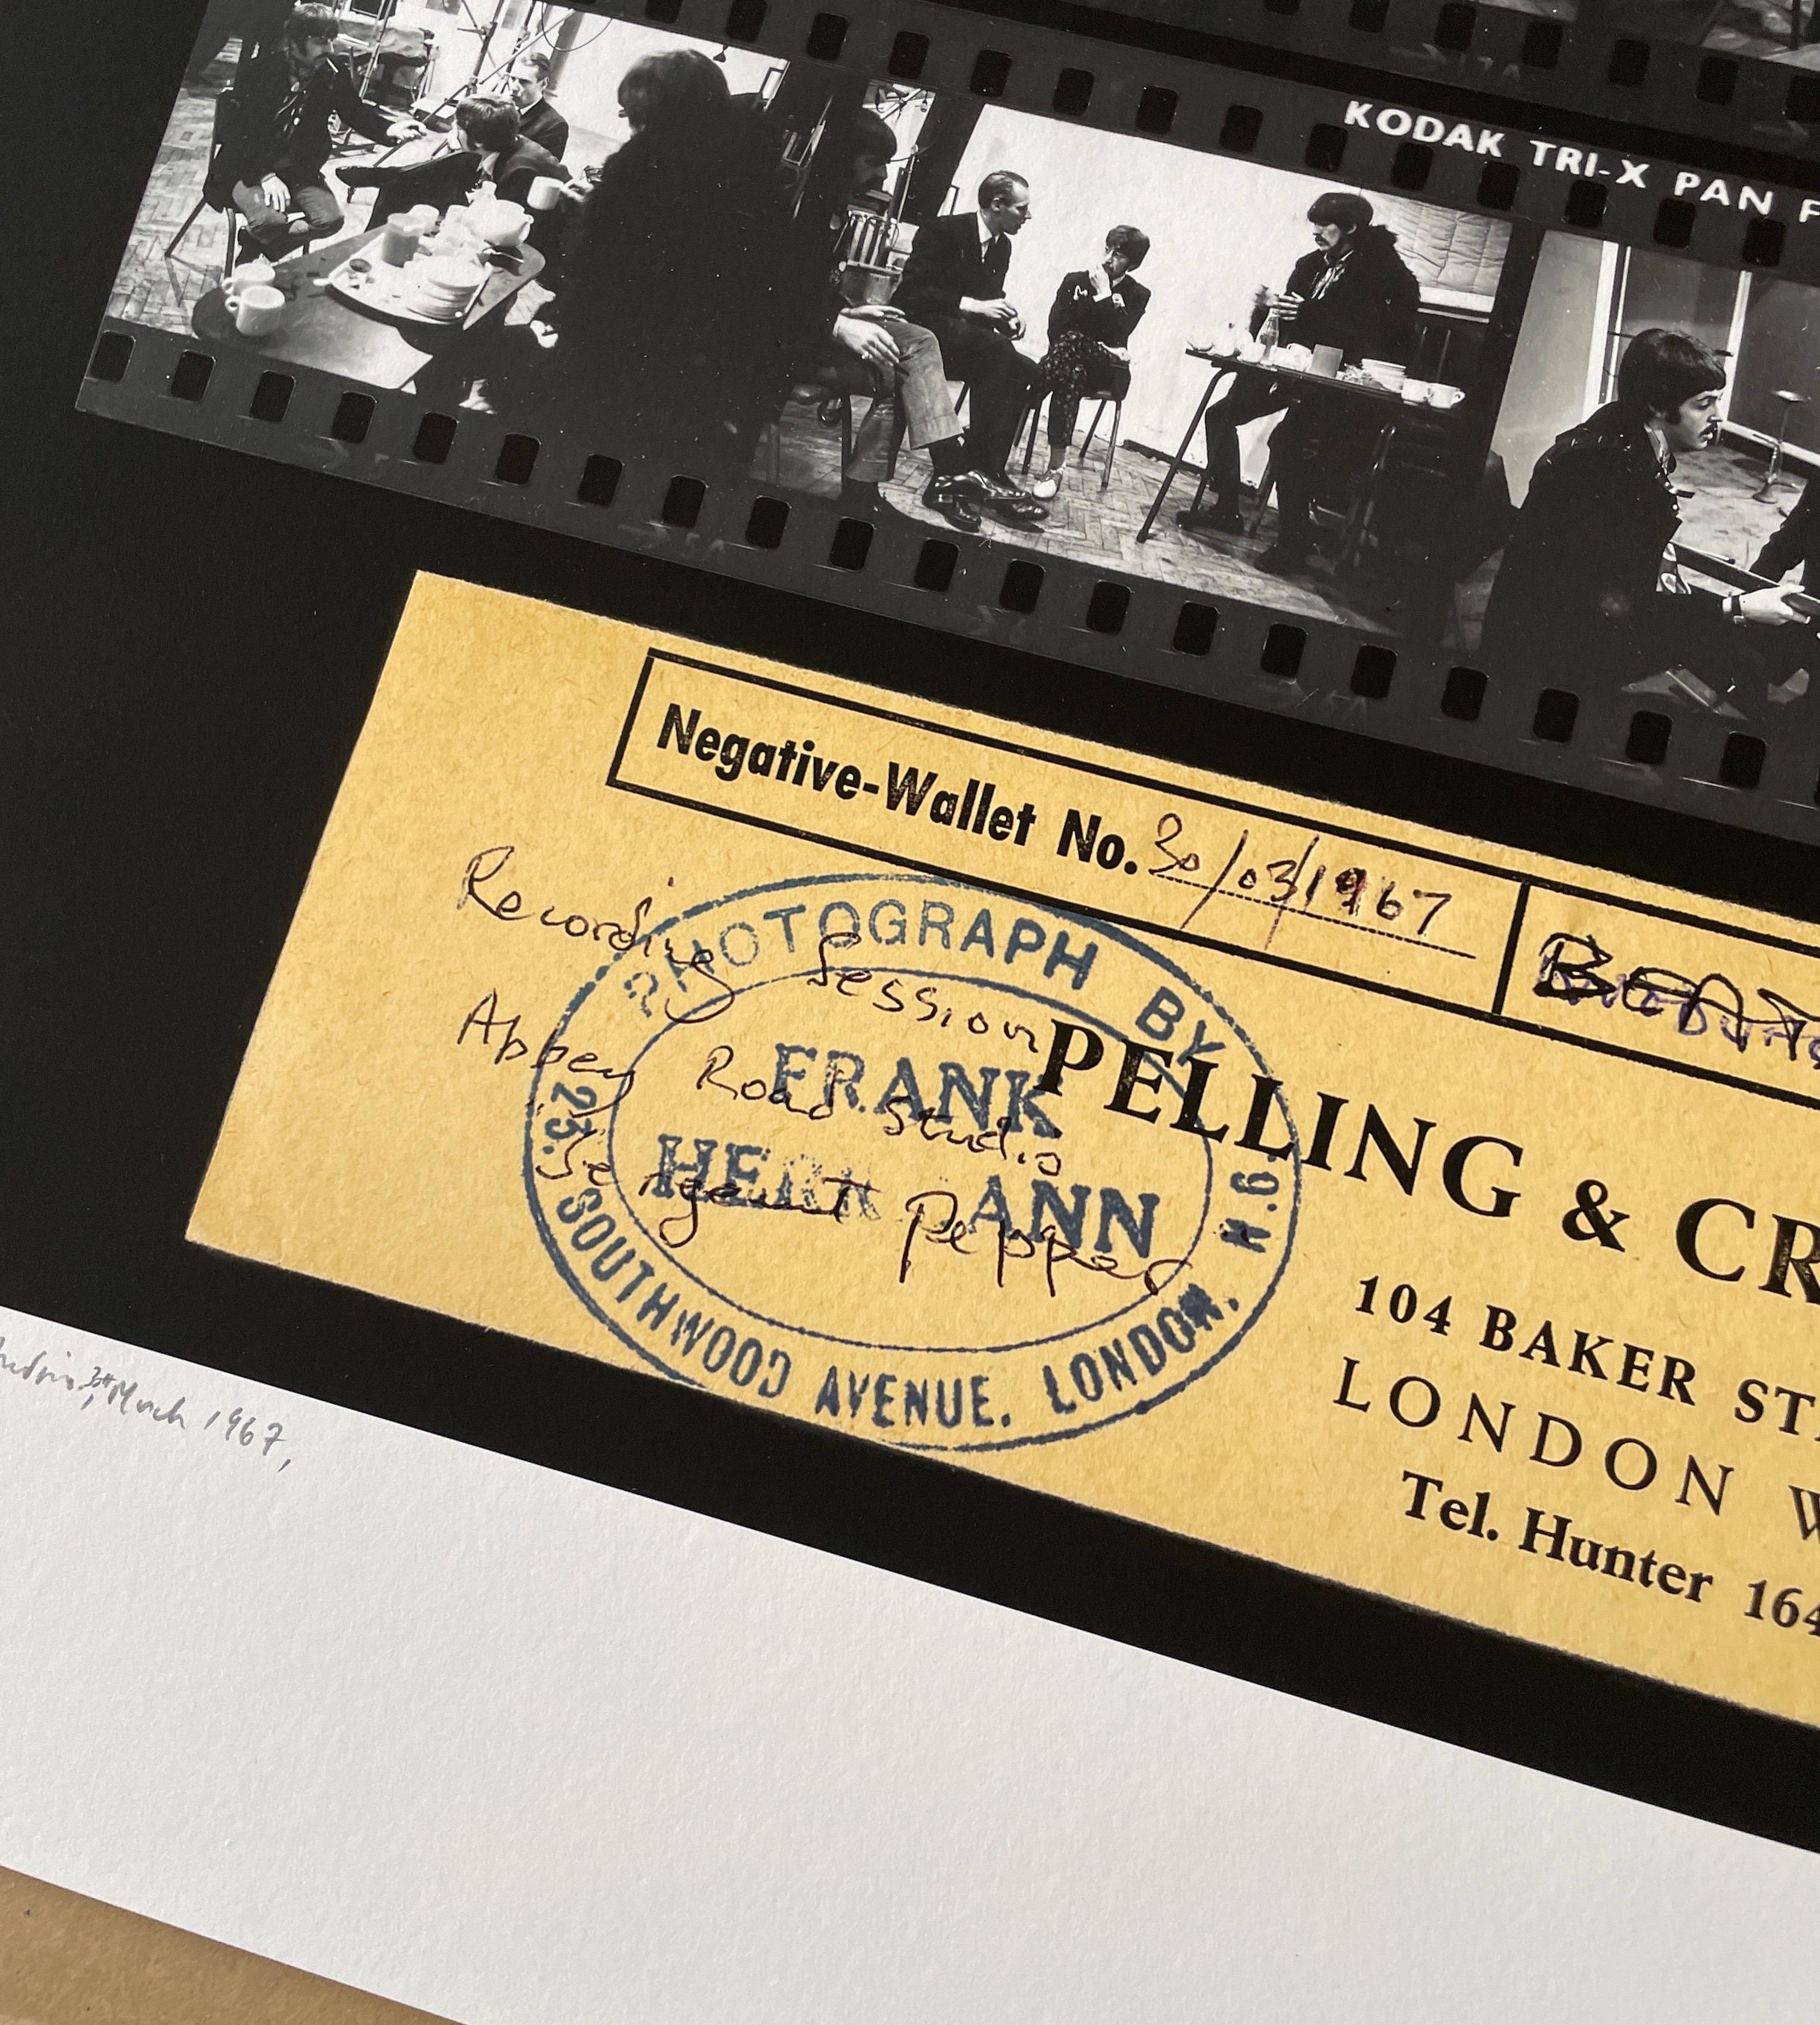 KODAK TRI-X PAN F
Negative-Wallet No. 30/03/1967
Recording Session
Abbey Road Studio
Sergeant Pepper
PHOTOGRAPH BY
FRANK
HERRMANN
23. SOUTHWOOD AVENUE. LONDON. N.6.
PELLING & CR
104 BAKER ST
LONDON W
Tel. Hunter 164
March 1967,